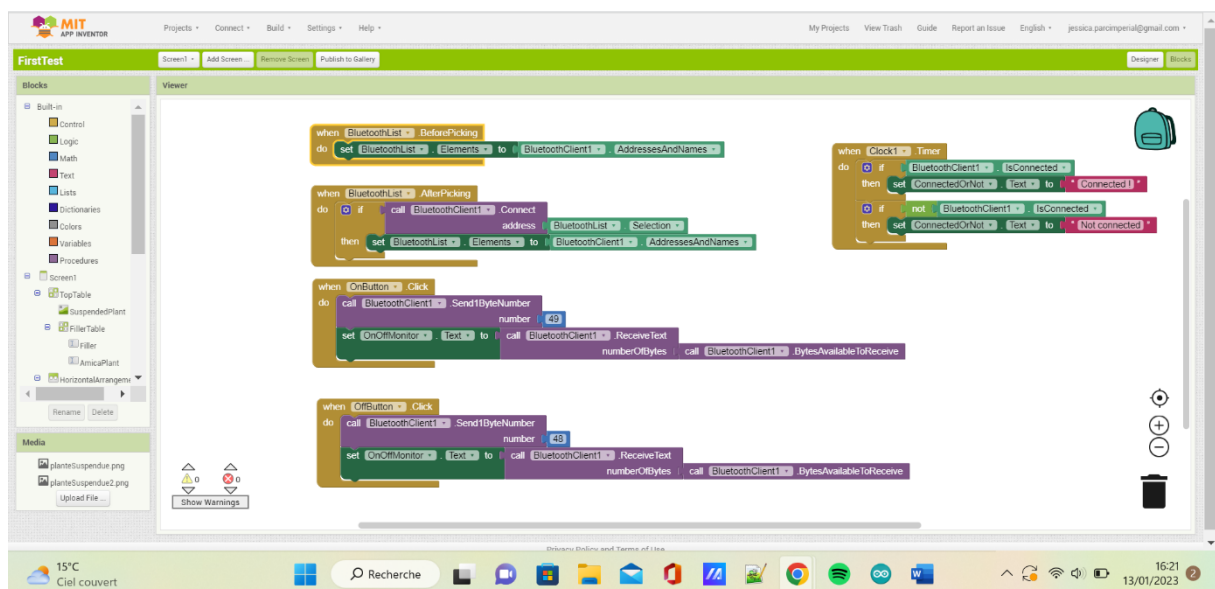 MIT
APP INVENTOR
Projects Connect Build Settings Help
My Projects View Trash Guide Report an Issue English jessica.parcimperial@gmail.com
FirstTest
Screen1 Add Screen ... Remove Screen Publish to Gallery
Designer Blocks
Blocks
Viewer
Built-in
Control
Logic
Math
Text
Lists
Dictionaries
Colors
Variables
Procedures
Screen1
TopTable
SuspendedPlant
FillerTable
Filler
AmicaPlant
HorizontalArrangeme
Rename Delete
Media
planteSuspendue.png
planteSuspendue2.png
Upload File ...
when BluetoothList .BeforePicking
do set BluetoothList . Elements to BluetoothClient1 . AddressesAndNames
when BluetoothList .AfterPicking
do if call BluetoothClient1 .Connect
address BluetoothList . Selection
then set BluetoothList . Elements to BluetoothClient1 . AddressesAndNames
when OnButton .Click
do call BluetoothClient1 .Send1ByteNumber
number 49
set OnOffMonitor . Text to call BluetoothClient1 .ReceiveText
numberOfBytes call BluetoothClient1 .BytesAvailableToReceive
when OffButton .Click
do call BluetoothClient1 .Send1ByteNumber
number 48
set OnOffMonitor . Text to call BluetoothClient1 .ReceiveText
numberOfBytes call BluetoothClient1 .BytesAvailableToReceive
when Clock1 .Timer
do if BluetoothClient1 . IsConnected
then set ConnectedOrNot . Text to " Connected ! "
if not BluetoothClient1 . IsConnected
then set ConnectedOrNot . Text to " Not connected "
0 0
Show Warnings
Privacy Policy and Terms of Use
15°C
Ciel couvert
Recherche
16:21
13/01/2023
2